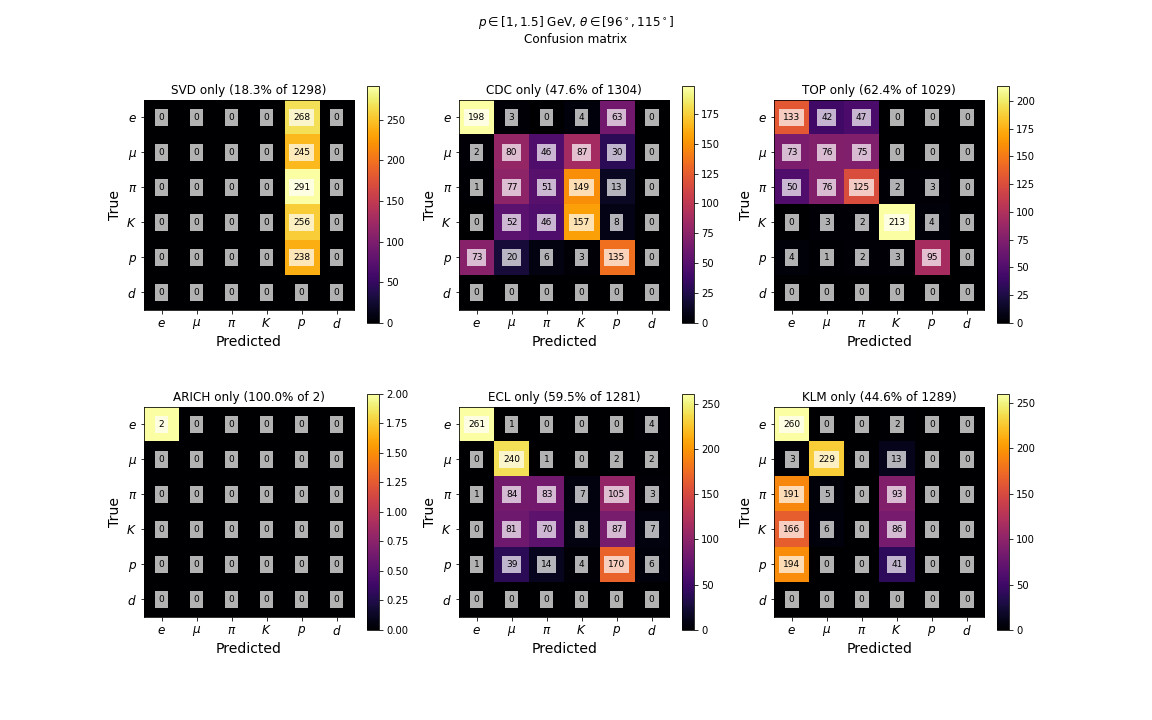 p ∈ [1, 1.5] GeV, θ ∈ [96°, 115°]
Confusion matrix
SVD only (18.3% of 1298)
True
e 0 0 0 0 268 0
μ 0 0 0 0 245 0
π 0 0 0 0 291 0
K 0 0 0 0 256 0
p 0 0 0 0 238 0
d 0 0 0 0 0 0
e μ π K p d
Predicted
250
200
150
100
50
0
CDC only (47.6% of 1304)
True
e 198 3 0 4 63 0
μ 2 80 46 87 30 0
π 1 77 51 149 13 0
K 0 52 46 157 8 0
p 73 20 6 3 135 0
d 0 0 0 0 0 0
e μ π K p d
Predicted
175
150
125
100
75
50
25
0
TOP only (62.4% of 1029)
True
e 133 42 47 0 0 0
μ 73 76 75 0 0 0
π 50 76 125 2 3 0
K 0 3 2 213 4 0
p 4 1 2 3 95 0
d 0 0 0 0 0 0
e μ π K p d
Predicted
200
175
150
125
100
75
50
25
0
ARICH only (100.0% of 2)
True
e 2 0 0 0 0 0
μ 0 0 0 0 0 0
π 0 0 0 0 0 0
K 0 0 0 0 0 0
p 0 0 0 0 0 0
d 0 0 0 0 0 0
e μ π K p d
Predicted
2.00
1.75
1.50
1.25
1.00
0.75
0.50
0.25
0.00
ECL only (59.5% of 1281)
True
e 261 1 0 0 0 4
μ 0 240 1 0 2 2
π 1 84 83 7 105 3
K 0 81 70 8 87 7
p 1 39 14 4 170 6
d 0 0 0 0 0 0
e μ π K p d
Predicted
250
200
150
100
50
0
KLM only (44.6% of 1289)
True
e 260 0 0 2 0 0
μ 3 229 0 13 0 0
π 191 5 0 93 0 0
K 166 6 0 86 0 0
p 194 0 0 41 0 0
d 0 0 0 0 0 0
e μ π K p d
Predicted
250
200
150
100
50
0